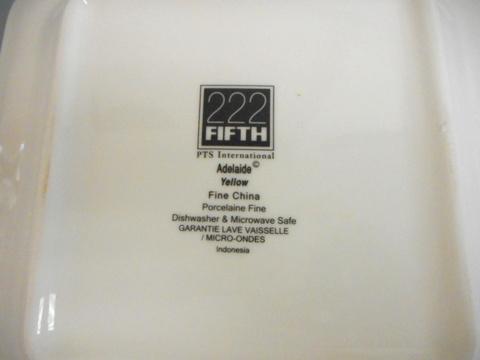 222
FIFTH
PTS International
Adelaide©
Yellow
Fine China
Porcelaine Fine
Dishwasher & Microwave Safe
GARANTIE LAVE VAISSELLE
/ MICRO-ONDES
Indonesia